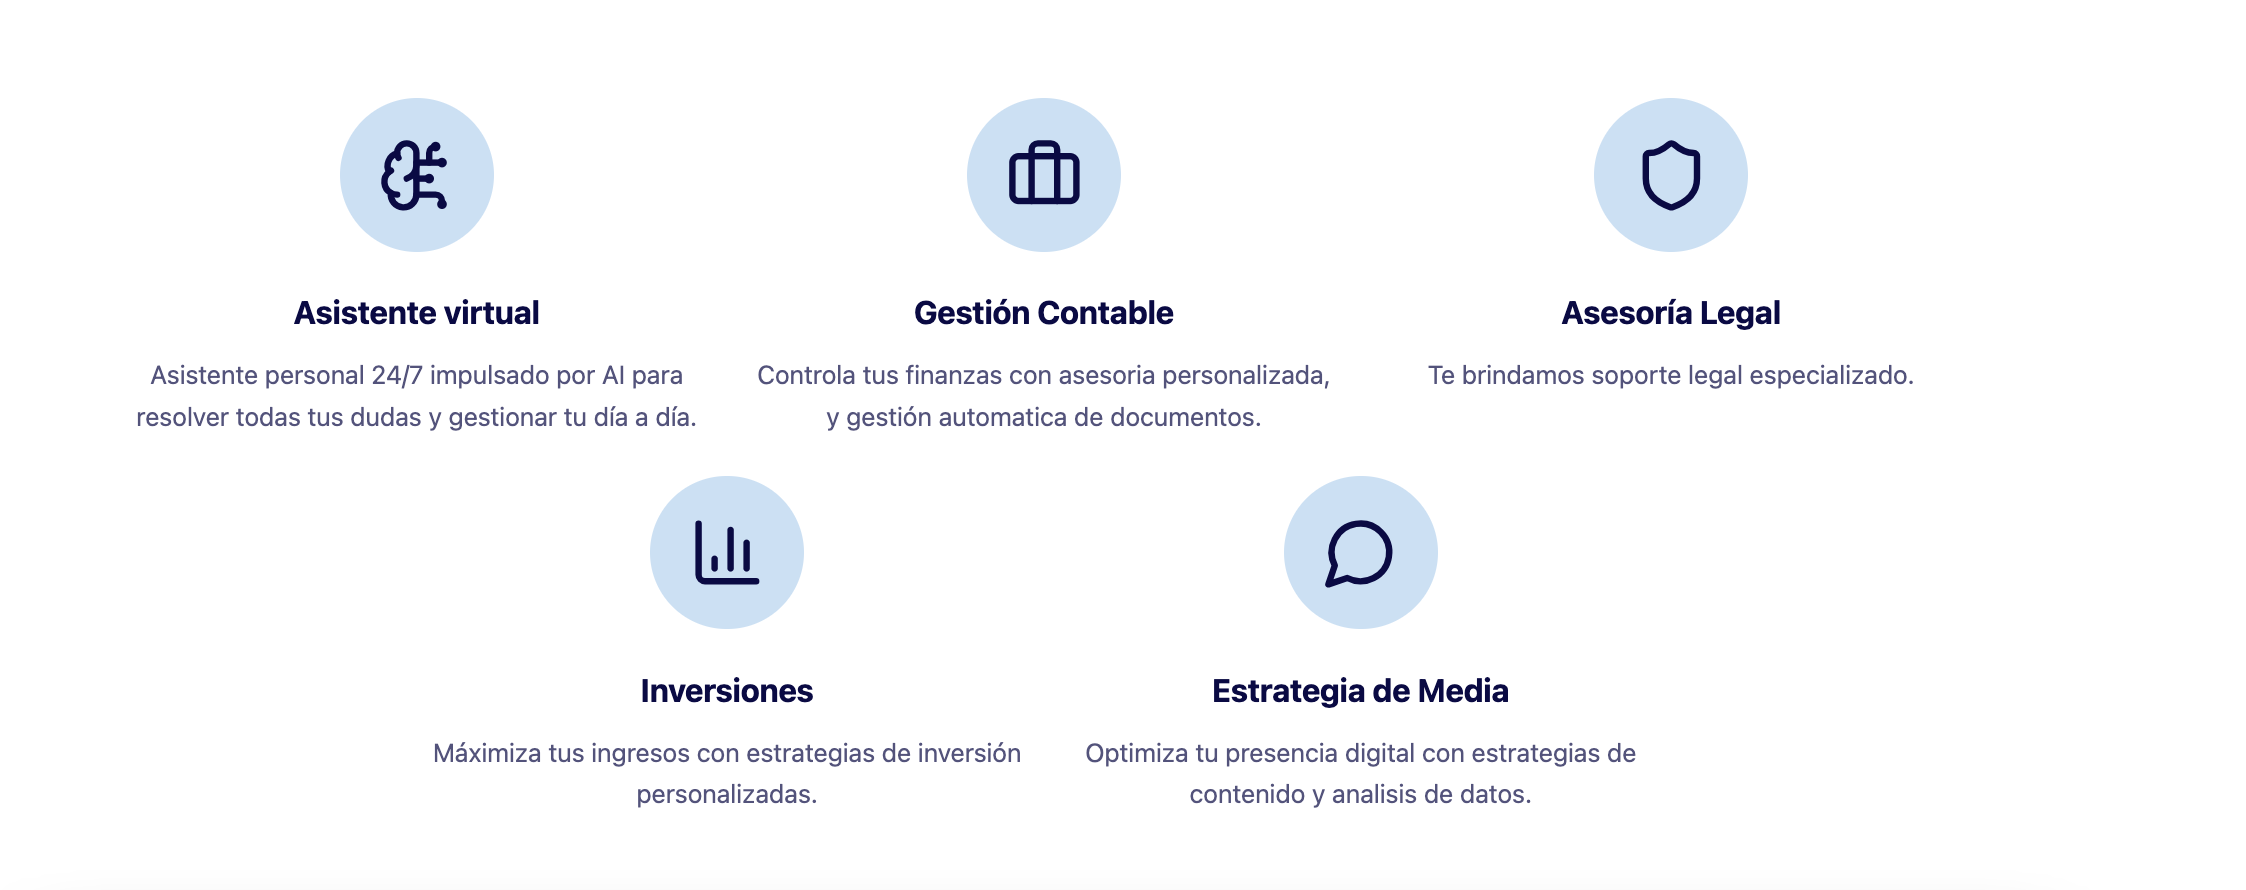 Asistente virtual
Asistente personal 24/7 impulsado por AI para
resolver todas tus dudas y gestionar tu día a día.
Gestión Contable
Controla tus finanzas con asesoria personalizada,
y gestión automatica de documentos.
Asesoría Legal
Te brindamos soporte legal especializado.
Inversiones
Máximiza tus ingresos con estrategias de inversión
personalizadas.
Estrategia de Media
Optimiza tu presencia digital con estrategias de
contenido y analisis de datos.